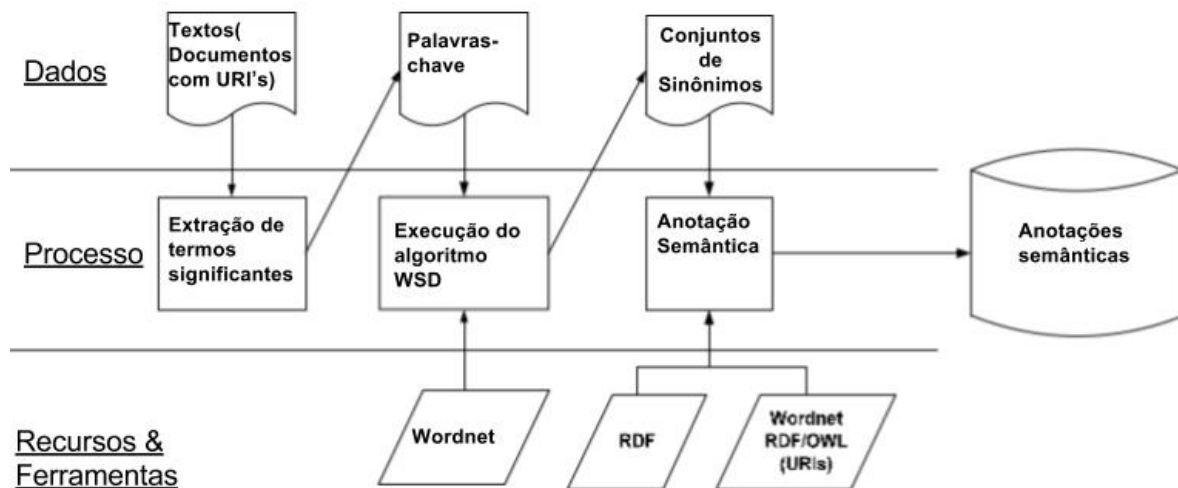 Dados
Textos(
Documentos
com URI's)
Palavras-
chave
Conjuntos
de
Sinônimos
Processo
Extração de
termos
significantes
Execução do
algoritmo
WSD
Anotação
Semântica
Anotações
semânticas
Recursos &
Ferramentas
Wordnet
RDF
Wordnet
RDF/OWL
(URIs)